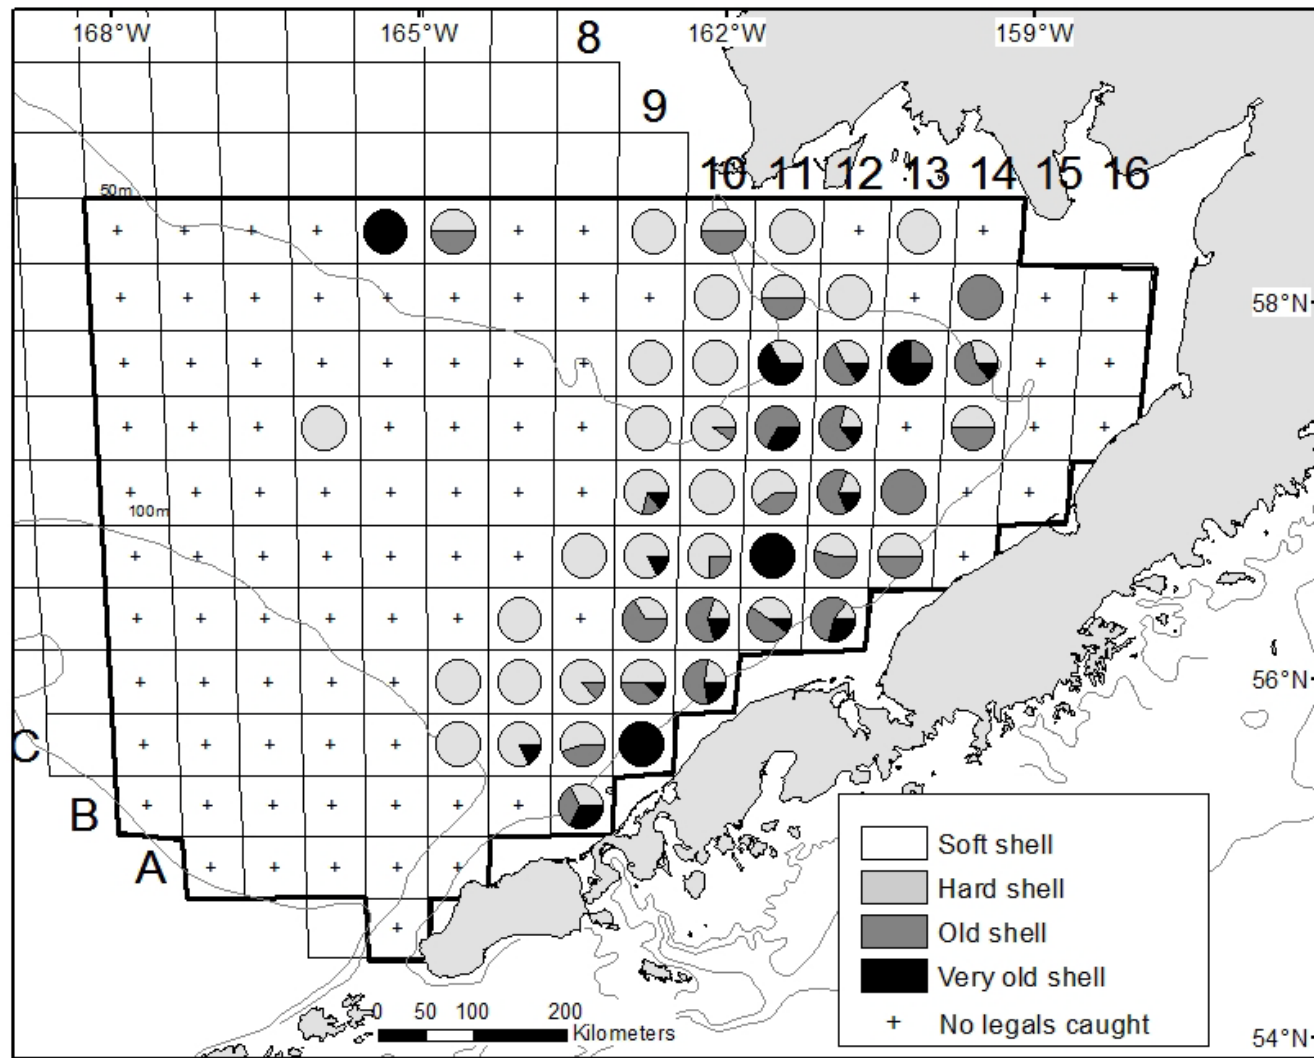 168°W 165°W 162°W 159°W
8
9
10 11 12 13 14 15 16
50m
58°N
100m
56°N
C
B
A
Soft shell
Hard shell
Old shell
Very old shell
+ No legals caught
0 50 100 200
Kilometers
54°N